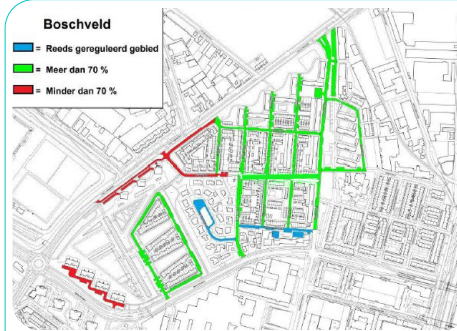 Boschveld
= Reeds gereguleerd gebied
= Meer dan 70 %
= Minder dan 70 %